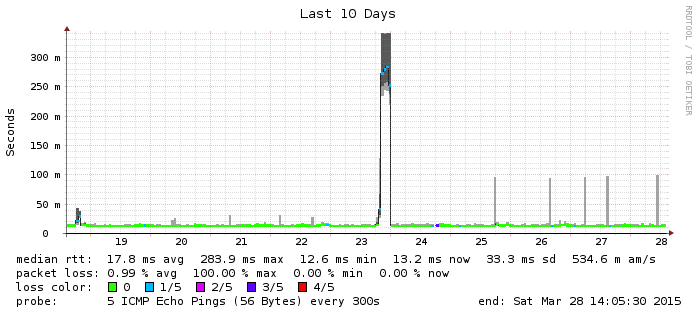 Last 10 Days
RRDTOOL / TOBI OETIKER
Seconds
300 m
250 m
200 m
150 m
100 m
50 m
0
19 20 21 22 23 24 25 26 27 28
median rtt: 17.8 ms avg 283.9 ms max 12.6 ms min 13.2 ms now 33.3 ms sd 534.6 m am/s
packet loss: 0.99 % avg 100.00 % max 0.00 % min 0.00 % now
loss color: 0 1/5 2/5 3/5 4/5
probe: 5 ICMP Echo Pings (56 Bytes) every 300s end: Sat Mar 28 14:05:30 2015